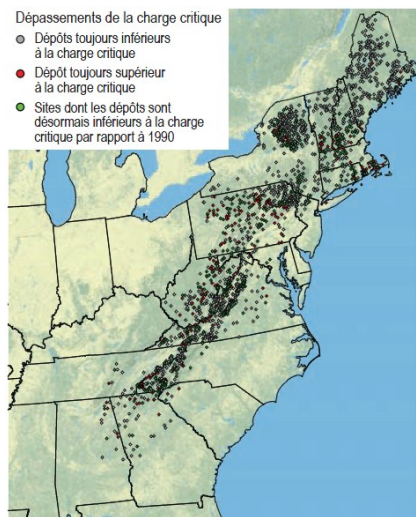 Dépassements de la charge critique
Dépôts toujours inférieurs
à la charge critique
Dépôt toujours supérieur
à la charge critique
Sites dont les dépôts sont
désormais inférieurs à la charge
critique par rapport à 1990